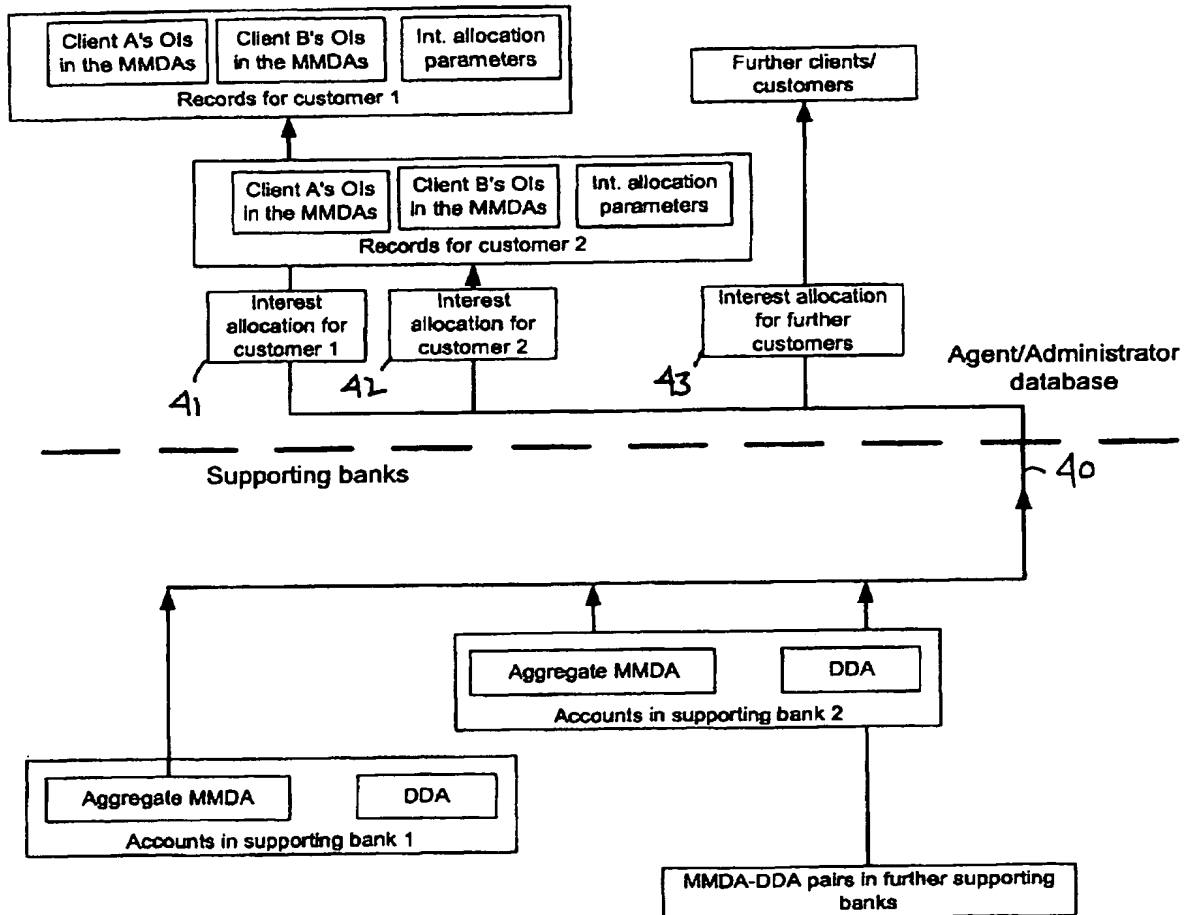 Client A's OIs
in the MMDAs
Client B's OIs
in the MMDAs
Int. allocation
parameters
Records for customer 1
Further clients/
customers
Client A's OIs
in the MMDAs
Client B's OIs
in the MMDAs
Int. allocation
parameters
Records for customer 2
Interest
allocation for
customer 1
Interest
allocation for
customer 2
Interest allocation
for further
customers
41
42
43
Agent/Administrator
database
Supporting banks
40
Aggregate MMDA
DDA
Accounts in supporting bank 2
Aggregate MMDA
DDA
Accounts in supporting bank 1
MMDA-DDA pairs in further supporting
banks